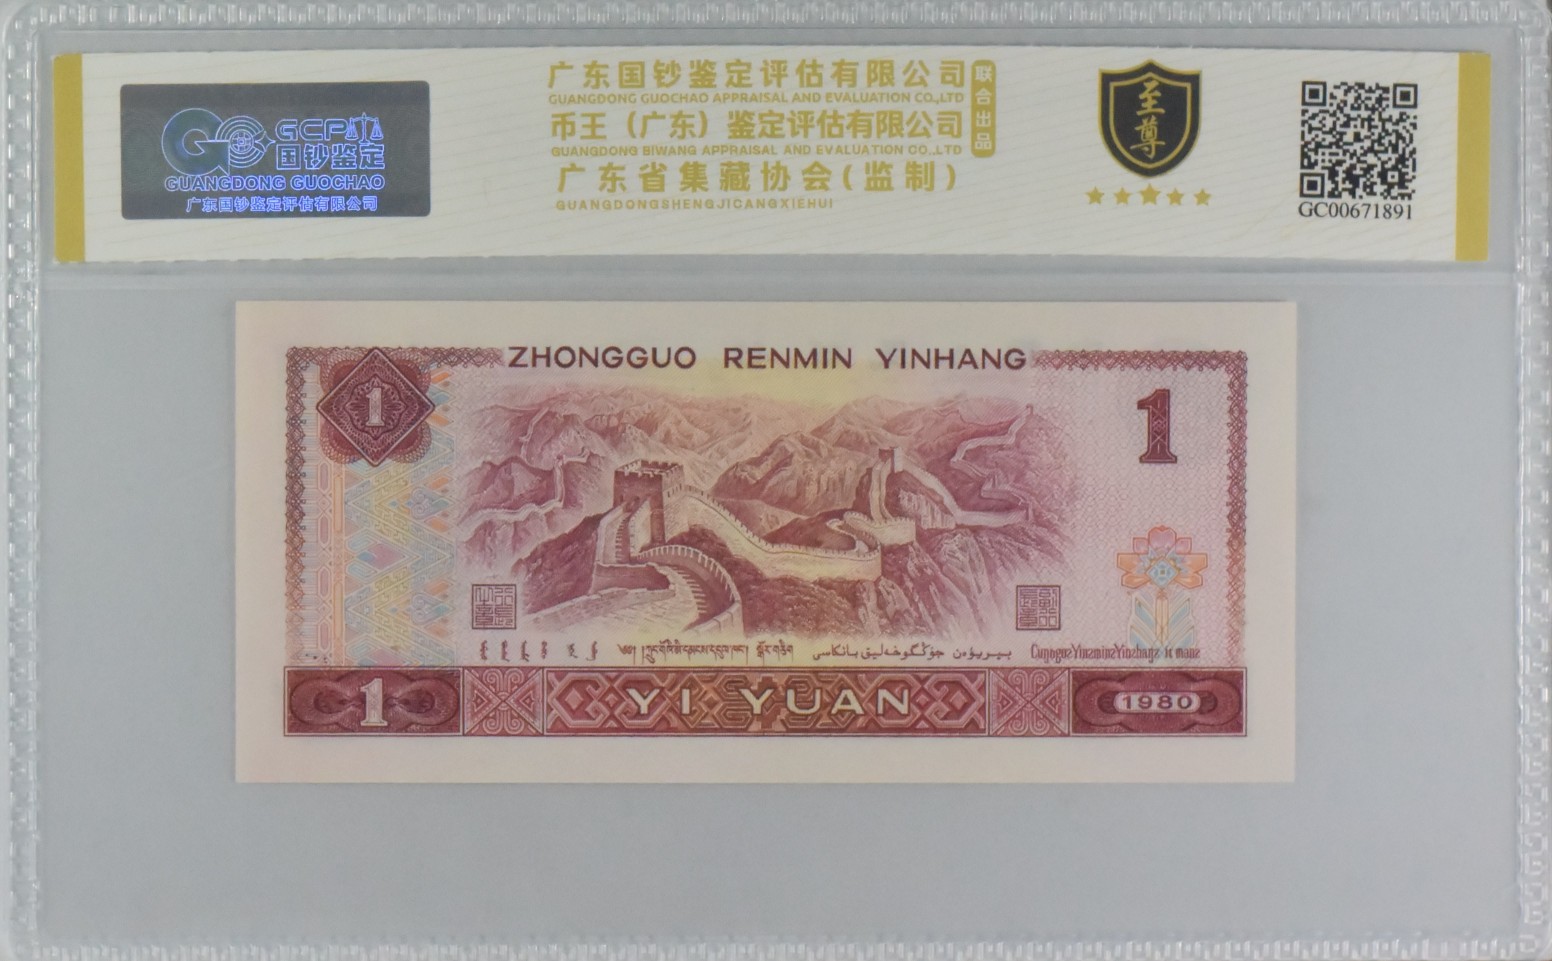 GCP
国钞鉴定
GUANGDONG GUOCHAO
广东国钞鉴定评估有限公司
广东国钞鉴定评估有限公司
GUANGDONG GUOCHAO APPRAISAL AND EVALUATION CO.,LTD
币王（广东）鉴定评估有限公司
GUANGDONG BIWANG APPRAISAL AND EVALUATION CO.,LTD
联合出品
广东省集藏协会(监制)
GUANGDONGSHENGJICANGXIEHUI
至尊
GC00671891
ZHONGGUO RENMIN YINHANG
1
1
1
YI YUAN
1980